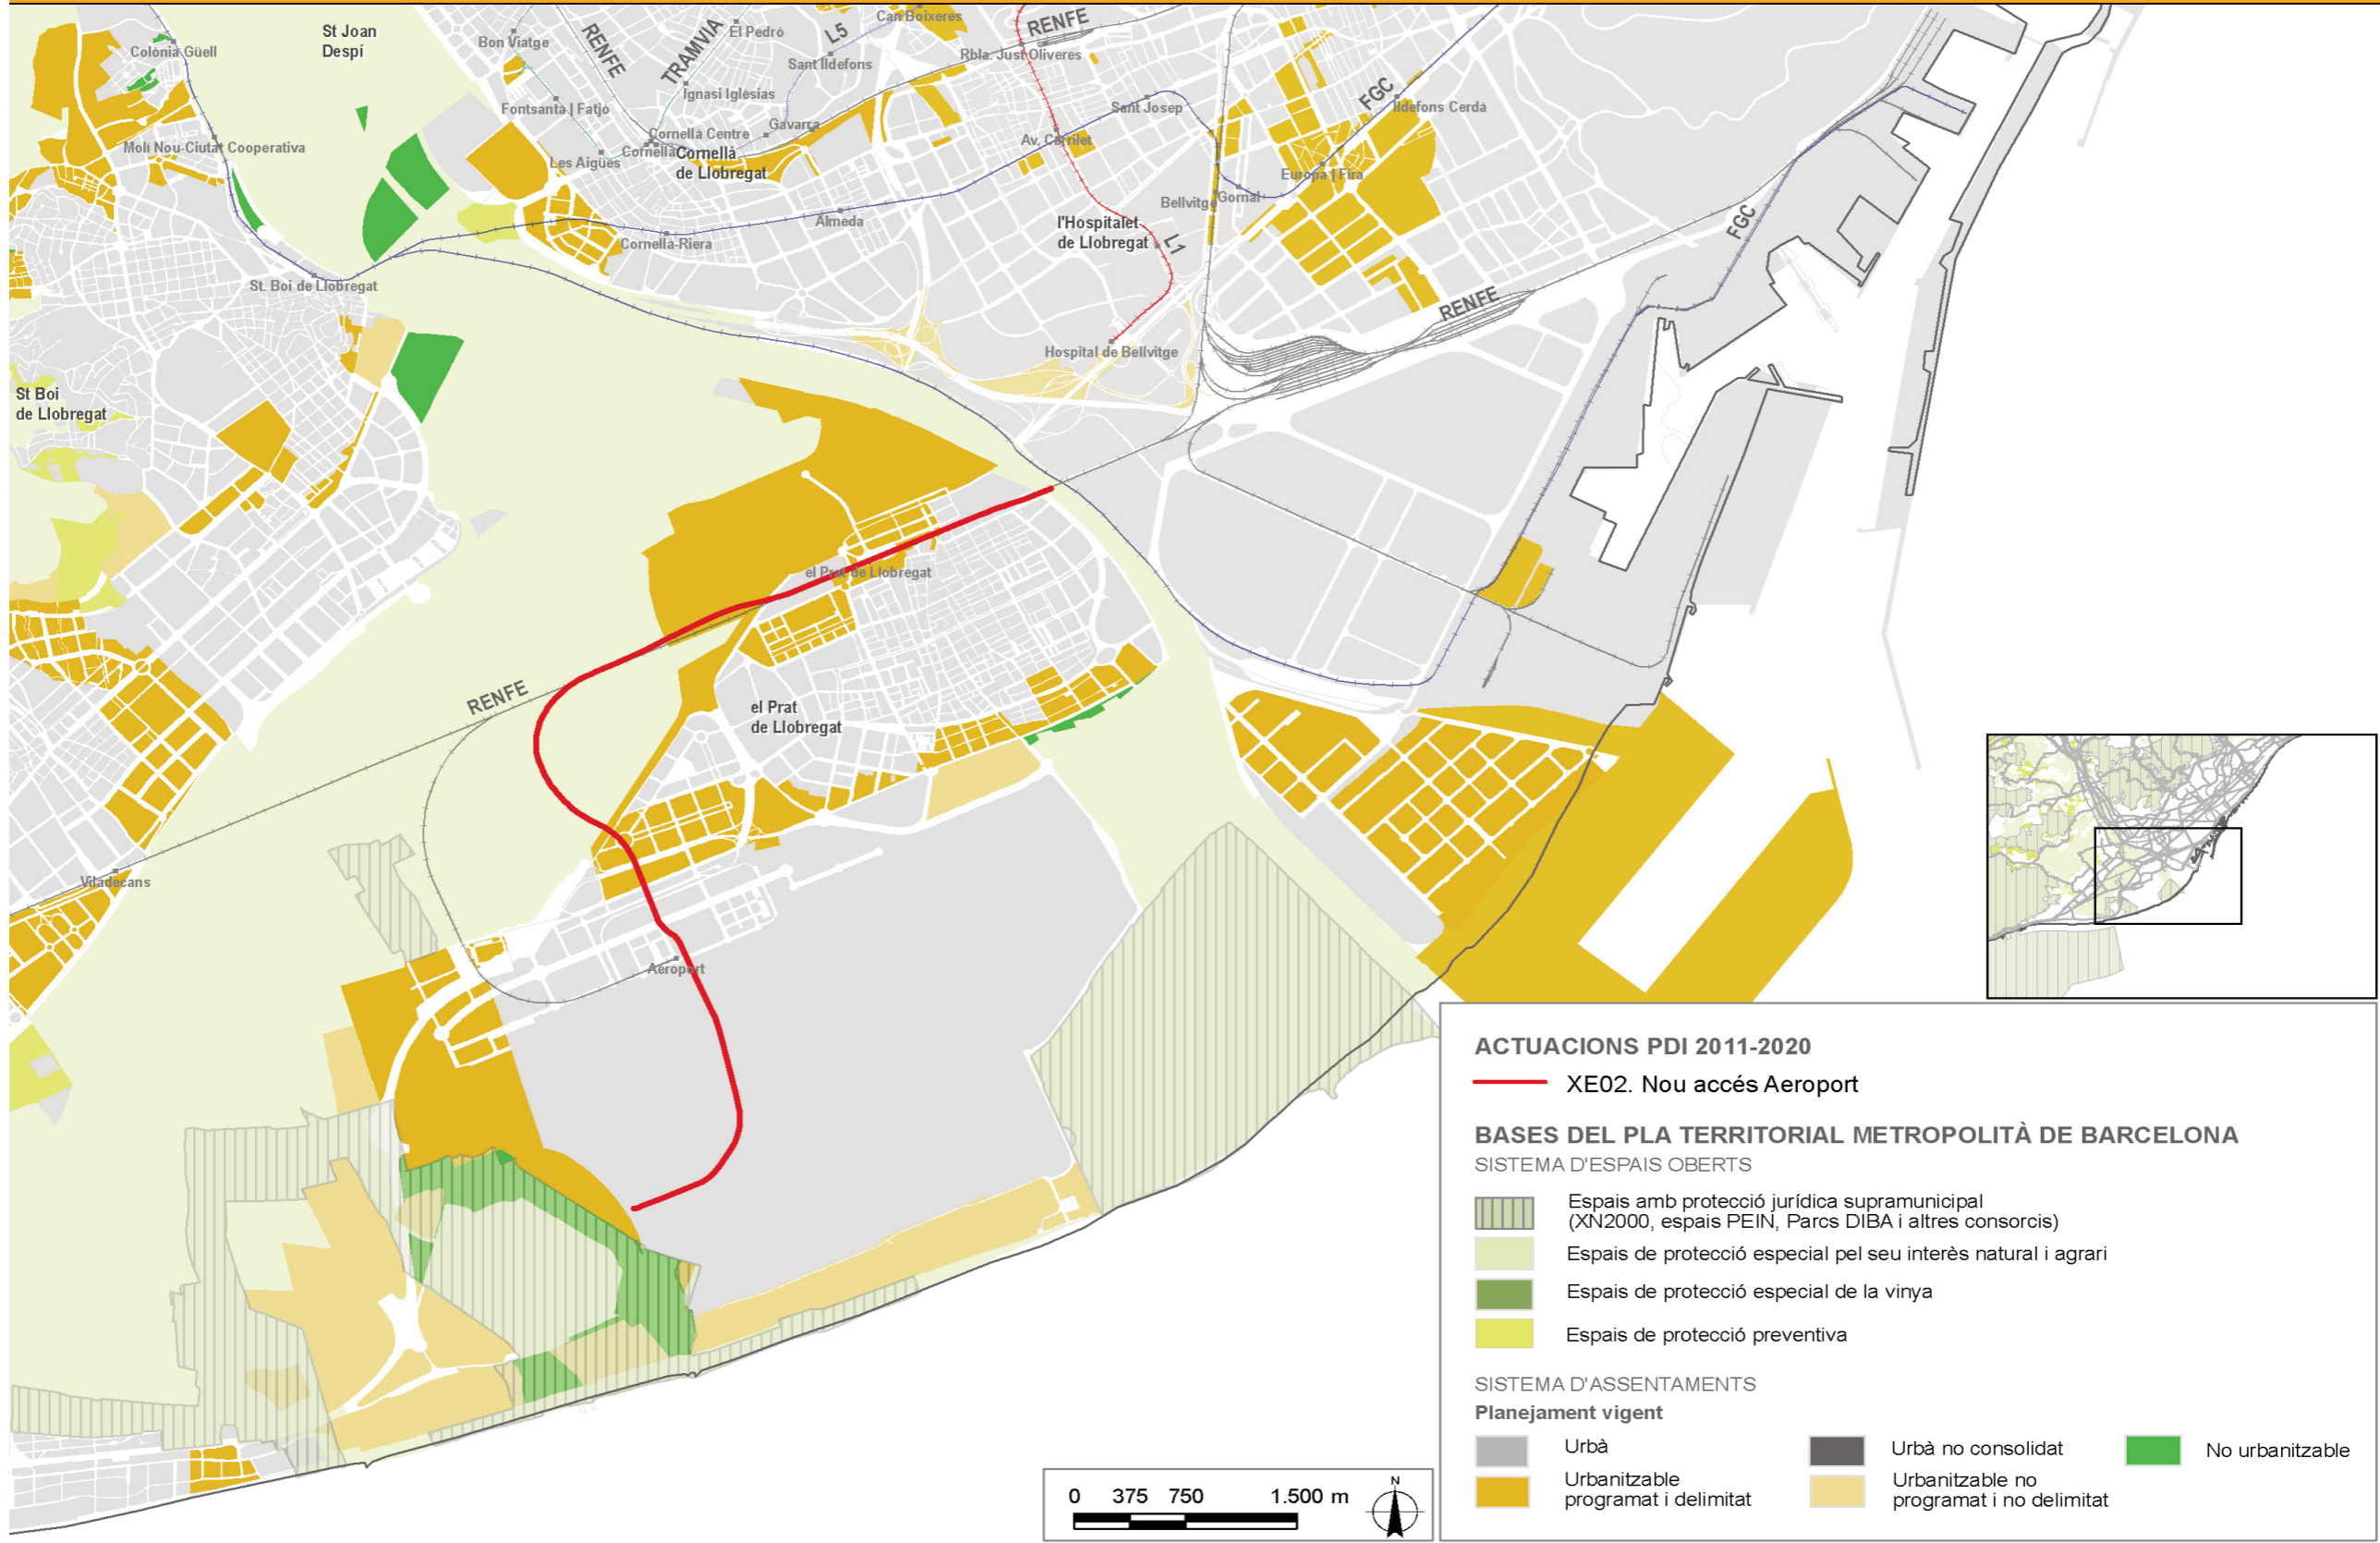 St Joan
Despí
Colònia Güell
Bon Viatge
RENFE
TRAMVIA
El Pedró
L5
Can Boixeres
Sant Ildefons
RENFE
Rbla. Just Oliveres
Fontsanta | Fatjó
Ignasi Iglésias
Sant Josep
FGC
Ildefons Cerdà
Molí Nou-Ciutat Cooperativa
Les Aigües
Cornellà Centre
Gavarra
Cornellà
Cornellà
de Llobregat
Av. Carrilet
Europa | Fira
Bellvitge
Gornal
Almeda
Cornellà-Riera
l'Hospitalet
de Llobregat
L1
FGC
St. Boi de Llobregat
RENFE
Hospital de Bellvitge
St Boi
de Llobregat
el Prat de Llobregat
RENFE
el Prat
de Llobregat
Viladecans
Aeroport
ACTUACIONS PDI 2011-2020
XE02. Nou accés Aeroport
BASES DEL PLA TERRITORIAL METROPOLITÀ DE BARCELONA
SISTEMA D'ESPAIS OBERTS
Espais amb protecció jurídica supramunicipal
(XN2000, espais PEIN, Parcs DIBA i altres consorcis)
Espais de protecció especial pel seu interès natural i agrari
Espais de protecció especial de la vinya
Espais de protecció preventiva
SISTEMA D'ASSENTAMENTS
Planejament vigent
Urbà
Urbà no consolidat
No urbanitzable
Urbanitzable
programat i delimitat
Urbanitzable no
programat i no delimitat
0 375 750 1.500 m
N